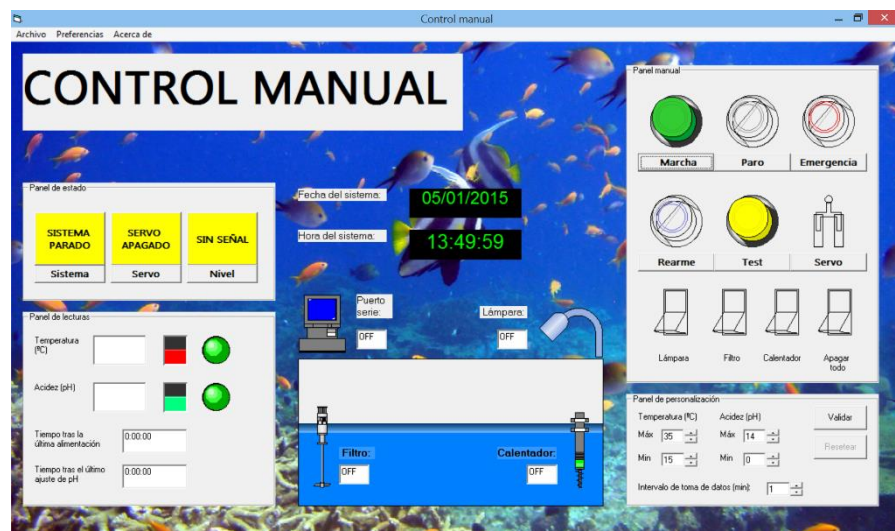 Control manual
Archivo Preferencias Acerca de
CONTROL MANUAL
Panel de estado
SISTEMA PARADO
SERVO APAGADO
SIN SEÑAL
Sistema
Servo
Nivel
Panel de lecturas
Temperatura
(ºC)
Acidez (pH)
Tiempo tras la
última alimentación
0:00:00
Tiempo tras el último
ajuste de pH
0:00:00
Fecha del sistema:
05/01/2015
Hora del sistema:
13:49:59
Puerto
serie:
OFF
Lámpara:
OFF
Filtro:
OFF
Calentador:
OFF
Panel manual
Marcha
Paro
Emergencia
Rearme
Test
Servo
Lámpara
Filtro
Calentador
Apagar
todo
Panel de personalización
Temperatura (ºC)
Acidez (pH)
Validar
Máx 35
Máx 14
Resetear
Min 15
Min 0
Intervalo de toma de datos (min): 1